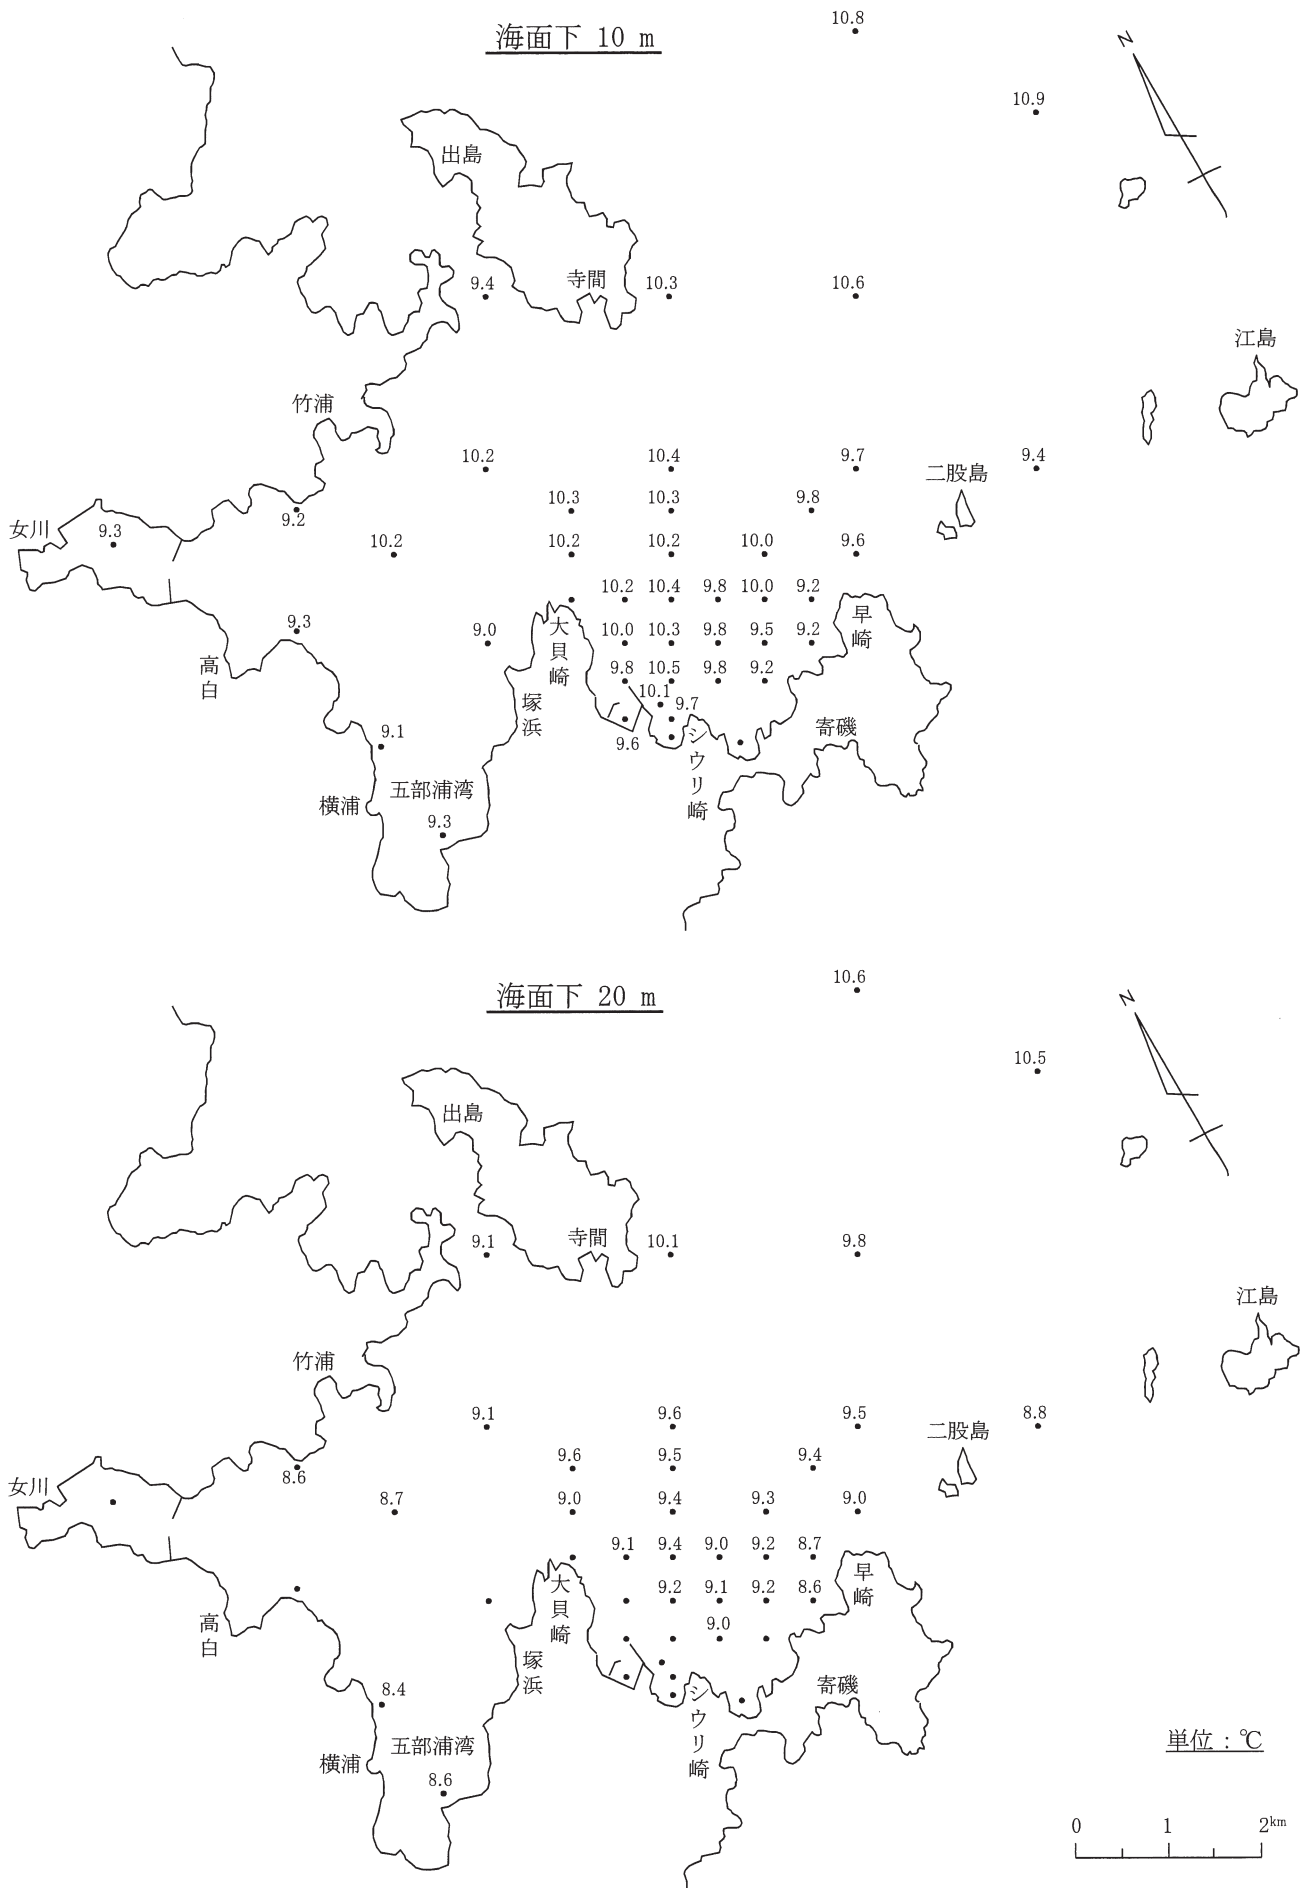 海面下 10 m
10.8
N
10.9
出島
寺間
9.4
10.3
10.6
江島
竹浦
10.2
10.4
9.7
二股島
9.4
10.3
10.3
9.8
女川
9.3
9.2
10.2
10.2
10.2
10.0
9.6
10.2
10.4
9.8
10.0
9.2
早崎
9.3
9.0
大貝崎
10.0
10.3
9.8
9.5
9.2
高白
9.8
10.5
9.8
9.2
塚浜
10.1
9.7
9.6
シウリ崎
寄磯
9.1
五部浦湾
横浦
9.3
海面下 20 m
10.6
N
10.5
出島
寺間
9.1
10.1
9.8
江島
竹浦
9.1
9.6
9.5
二股島
8.8
9.6
9.5
9.4
女川
8.6
8.7
9.0
9.4
9.3
9.0
9.1
9.4
9.0
9.2
8.7
早崎
大貝崎
9.2
9.1
9.2
8.6
高白
9.0
塚浜
シウリ崎
寄磯
8.4
五部浦湾
横浦
8.6
単位：℃
0 1 2km